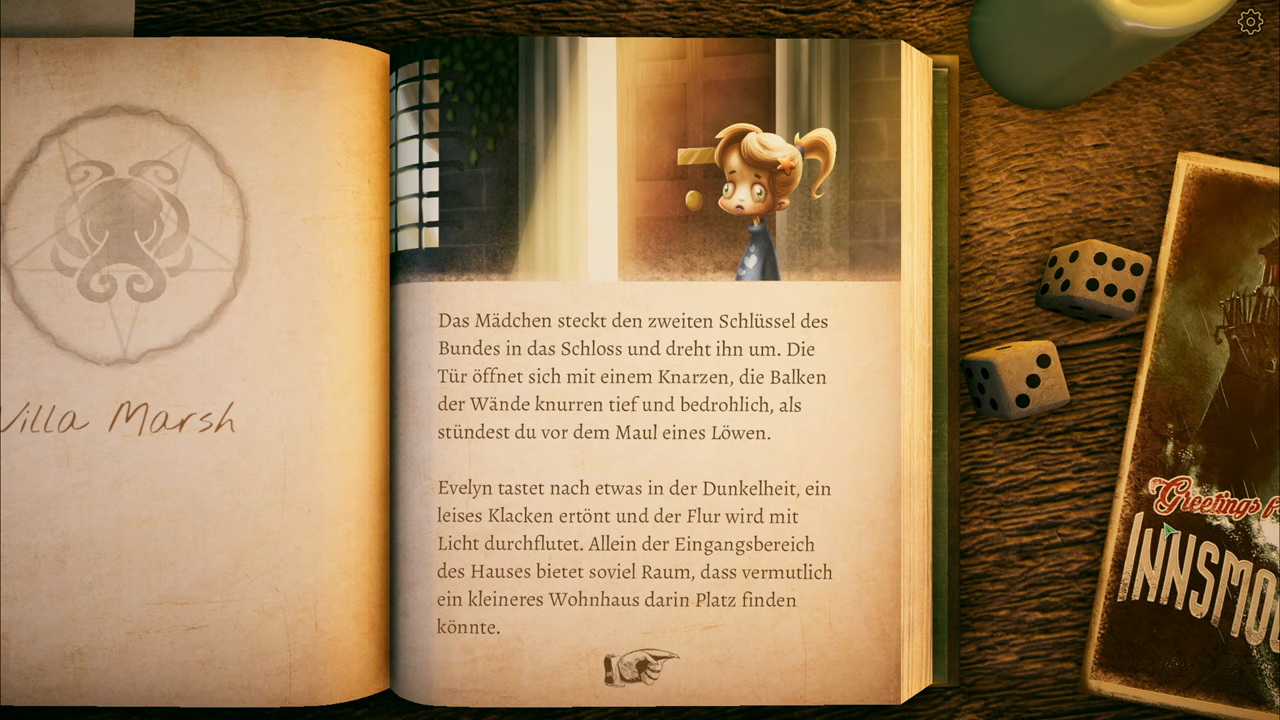 Villa Marsh
Das Mädchen steckt den zweiten Schlüssel des
Bundes in das Schloss und dreht ihn um. Die
Tür öffnet sich mit einem Knarzen, die Balken
der Wände knurren tief und bedrohlich, als
stündest du vor dem Maul eines Löwen.
Evelyn tastet nach etwas in der Dunkelheit, ein
leises Klacken ertönt und der Flur wird mit
Licht durchflutet. Allein der Eingangsbereich
des Hauses bietet soviel Raum, dass vermutlich
ein kleineres Wohnhaus darin Platz finden
könnte.
Greetings f
INNSMO